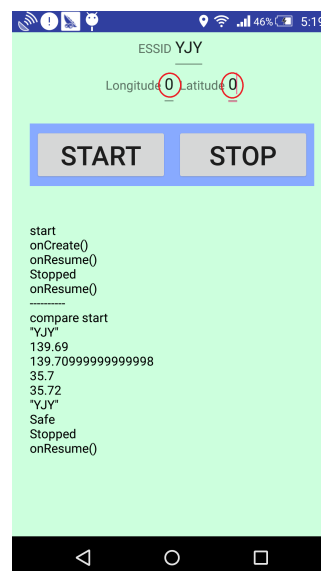 46% 5:19
ESSID YJY
Longitude 0 Latitude 0
START STOP
start
onCreate()
onResume()
Stopped
onResume()
----------
compare start
"YJY"
139.69
139.70999999999998
35.7
35.72
"YJY"
Safe
Stopped
onResume()